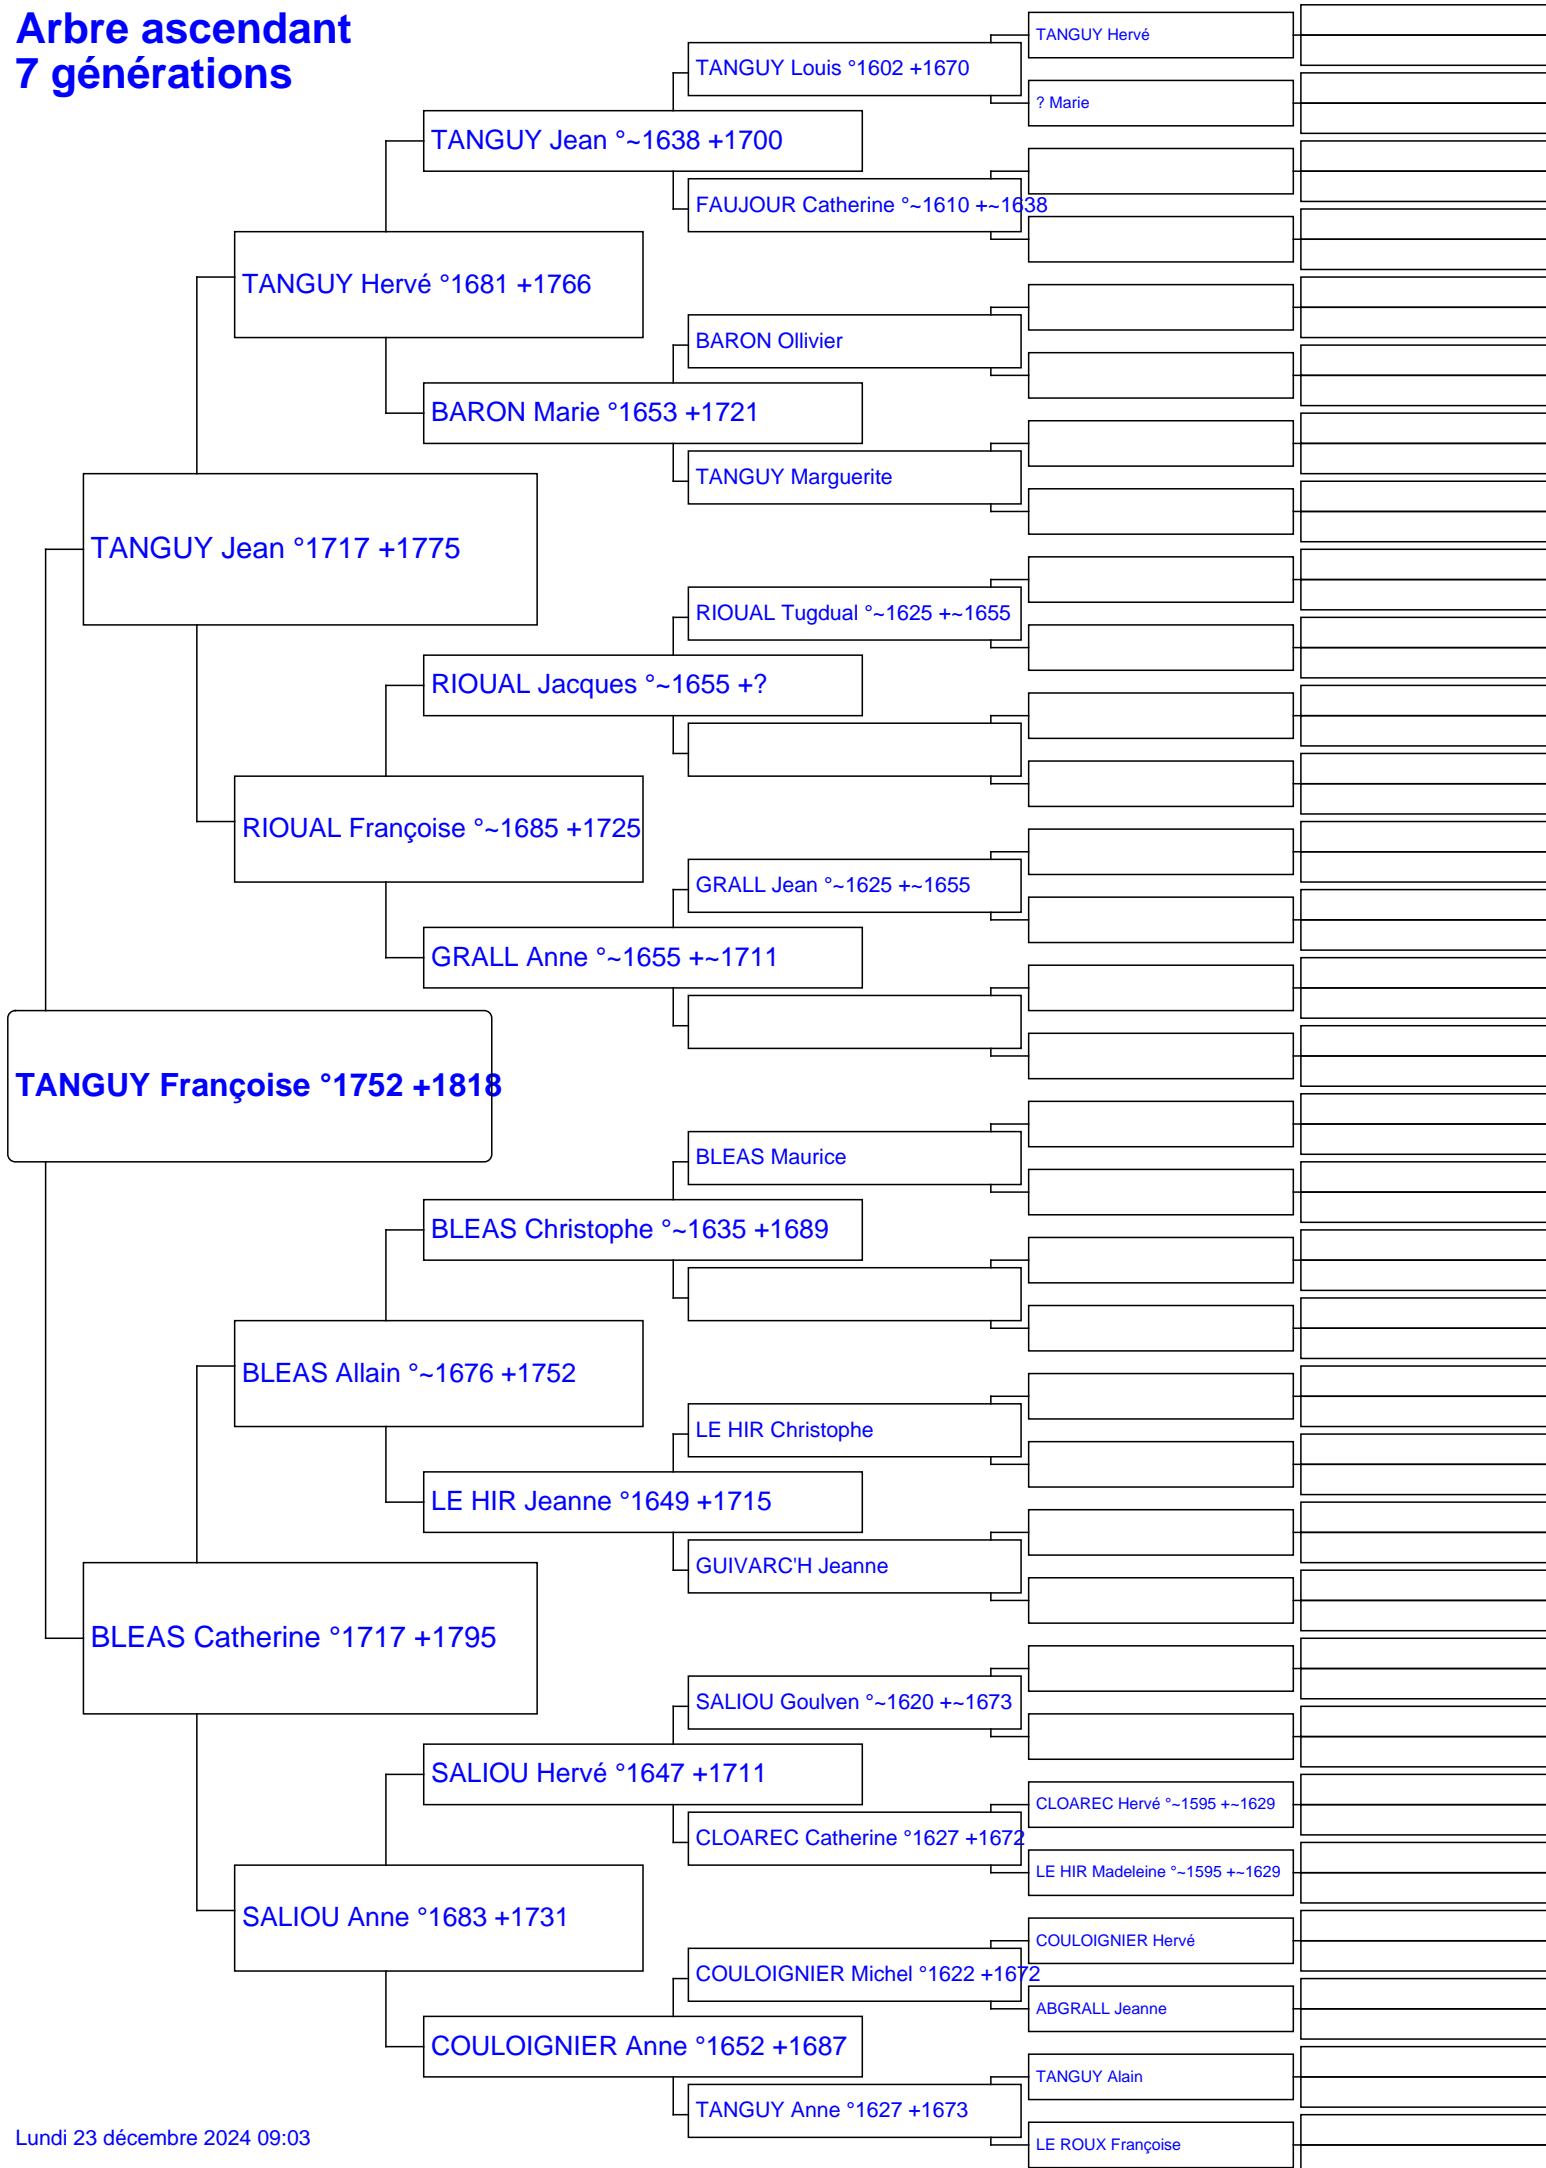 Arbre ascendant
7 générations
TANGUY Hervé
TANGUY Louis °1602 +1670
? Marie
TANGUY Jean °~1638 +1700
FAUJOUR Catherine °~1610 +~1638
TANGUY Hervé °1681 +1766
BARON Ollivier
BARON Marie °1653 +1721
TANGUY Marguerite
TANGUY Jean °1717 +1775
RIOUAL Tugdual °~1625 +~1655
RIOUAL Jacques °~1655 +?
RIOUAL Françoise °~1685 +1725
GRALL Jean °~1625 +~1655
GRALL Anne °~1655 +~1711
TANGUY Françoise °1752 +1818
BLEAS Maurice
BLEAS Christophe °~1635 +1689
BLEAS Allain °~1676 +1752
LE HIR Christophe
LE HIR Jeanne °1649 +1715
GUIVARC'H Jeanne
BLEAS Catherine °1717 +1795
SALIOU Goulven °~1620 +~1673
SALIOU Hervé °1647 +1711
CLOAREC Hervé °~1595 +~1629
CLOAREC Catherine °1627 +1672
LE HIR Madeleine °~1595 +~1629
SALIOU Anne °1683 +1731
COULOIGNIER Hervé
COULOIGNIER Michel °1622 +1672
ABGRALL Jeanne
COULOIGNIER Anne °1652 +1687
TANGUY Alain
TANGUY Anne °1627 +1673
LE ROUX Françoise
Lundi 23 décembre 2024 09:03